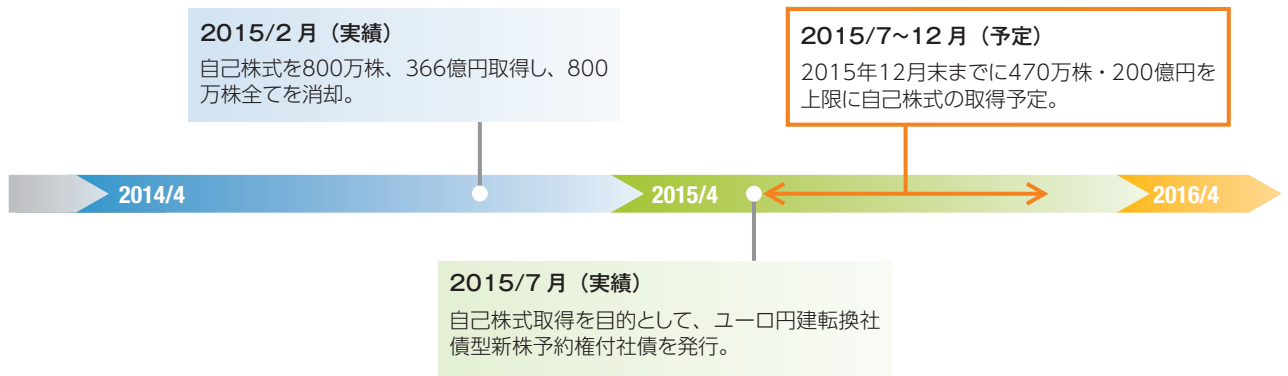 2015/2 月（実績）
自己株式を800万株、366億円取得し、800
万株全てを消却。
2015/7~12 月（予定）
2015年12月末までに470万株・200億円を
上限に自己株式の取得予定。
2014/4
2015/4
2016/4
2015/7 月（実績）
自己株式取得を目的として、ユーロ円建転換社
債型新株予約権付社債を発行。